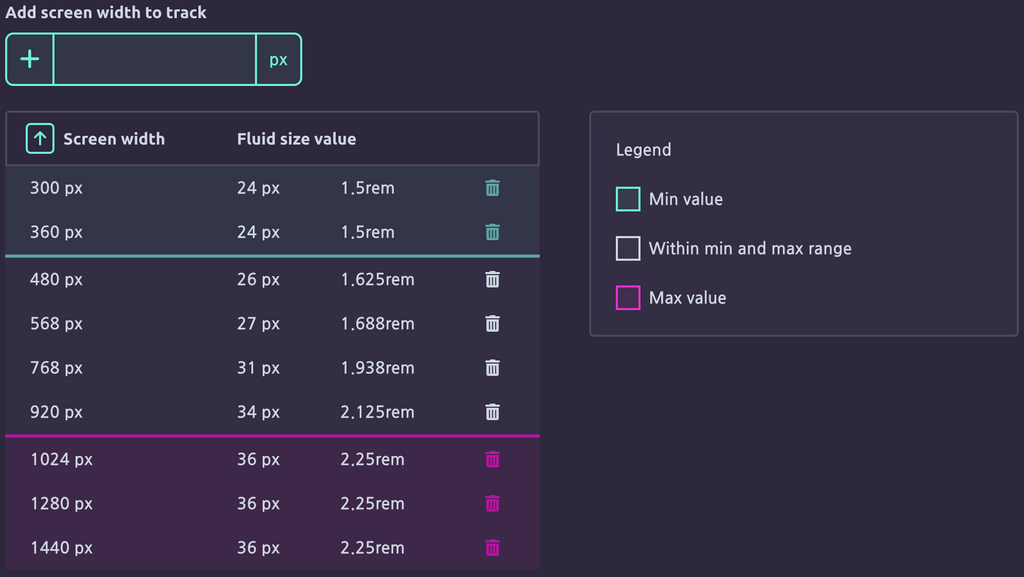 Add screen width to track
px
Screen width Fluid size value
300 px 24 px 1.5rem
360 px 24 px 1.5rem
480 px 26 px 1.625rem
568 px 27 px 1.688rem
768 px 31 px 1.938rem
920 px 34 px 2.125rem
1024 px 36 px 2.25rem
1280 px 36 px 2.25rem
1440 px 36 px 2.25rem
Legend
Min value
Within min and max range
Max value